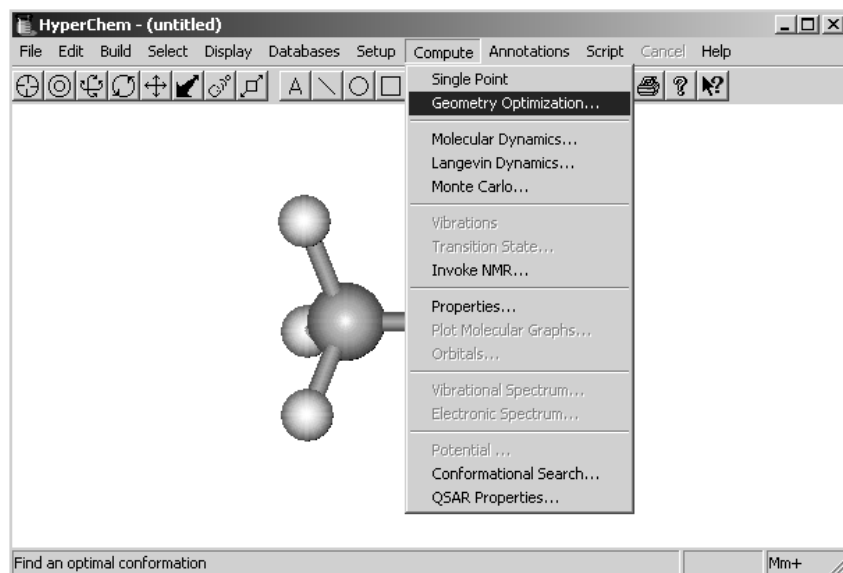 HyperChem - (untitled)
File Edit Build Select Display Databases Setup Compute Annotations Script Cancel Help
A
Single Point
Geometry Optimization...
Molecular Dynamics...
Langevin Dynamics...
Monte Carlo...
Vibrations
Transition State...
Invoke NMR...
Properties...
Plot Molecular Graphs...
Orbitals...
Vibrational Spectrum...
Electronic Spectrum...
Potential ...
Conformational Search...
QSAR Properties...
Find an optimal conformation Mm+